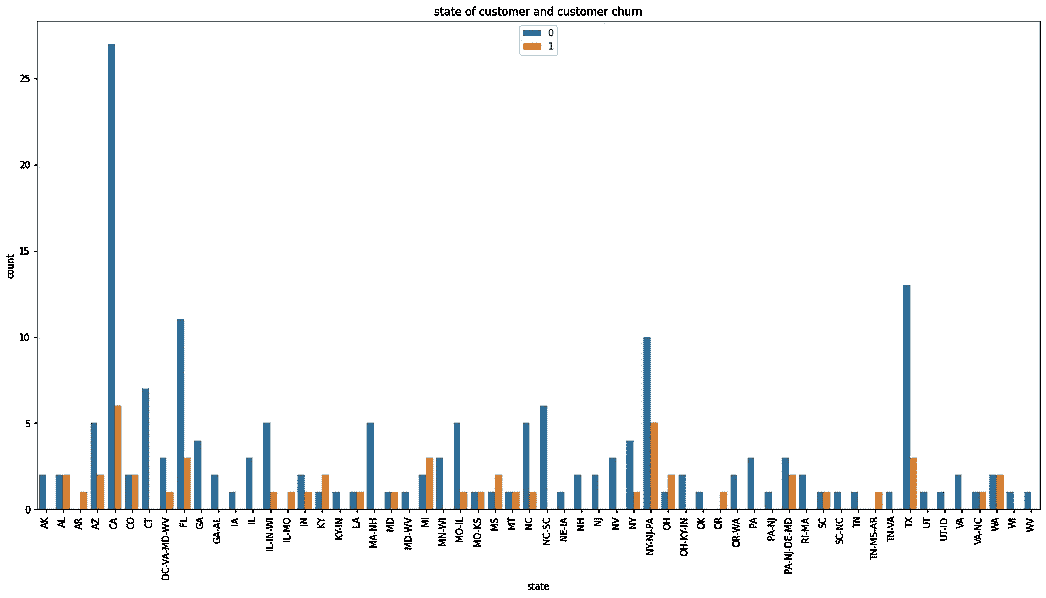 state of customer and customer churn
0
1
25
20
15
10
5
0
count
AK
AL
AR
AZ
CA
CO
CT
DC-VA-MD-WV
FL
GA
GA-AL
IA
IL
IL-IN-WI
IL-MO
IN
KY
KY-IN
LA
MA-NH
MD
MD-WV
MI
MN-WI
MO-IL
MO-KS
MS
MT
NC
NC-SC
NE-IA
NH
NJ
NV
NY
NY-NJ-PA
OH
OH-KY-IN
OK
OR
OR-WA
PA
PA-NJ
PA-NJ-DE-MD
RI-MA
SC
SC-NC
TN
TN-MS-AR
TN-VA
TX
UT
UT-ID
VA
VA-NC
WA
WI
WV
state